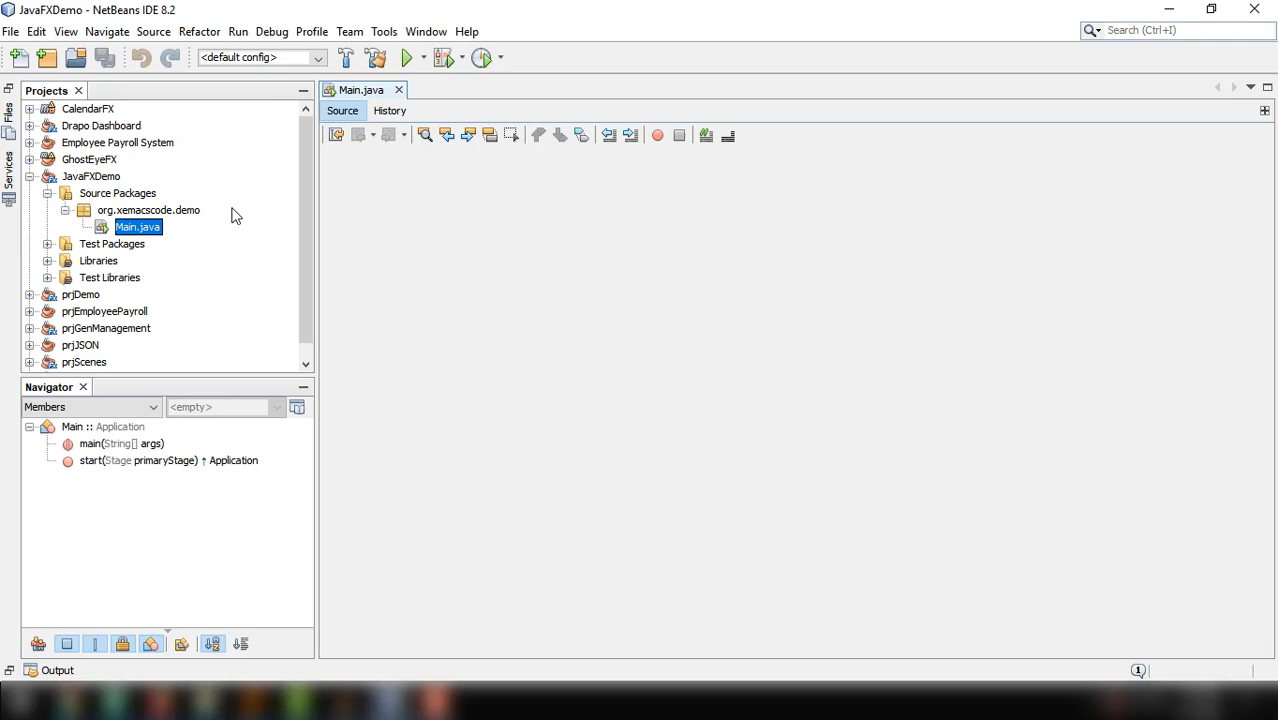 JavaFXDemo - NetBeans IDE 8.2
File Edit View Navigate Source Refactor Run Debug Profile Team Tools Window Help
Search (Ctrl+I)
<default config>
Files
Services
Projects
CalendarFX
Drapo Dashboard
Employee Payroll System
GhostEyeFX
JavaFXDemo
Source Packages
org.xemacscode.demo
Main.java
Test Packages
Libraries
Test Libraries
prjDemo
prjEmployeePayroll
prjGenManagement
prjJSON
prjScenes
Main.java
Source History
Navigator
Members <empty>
Main :: Application
main(String[] args)
start(Stage primaryStage) ↑ Application
Output
1